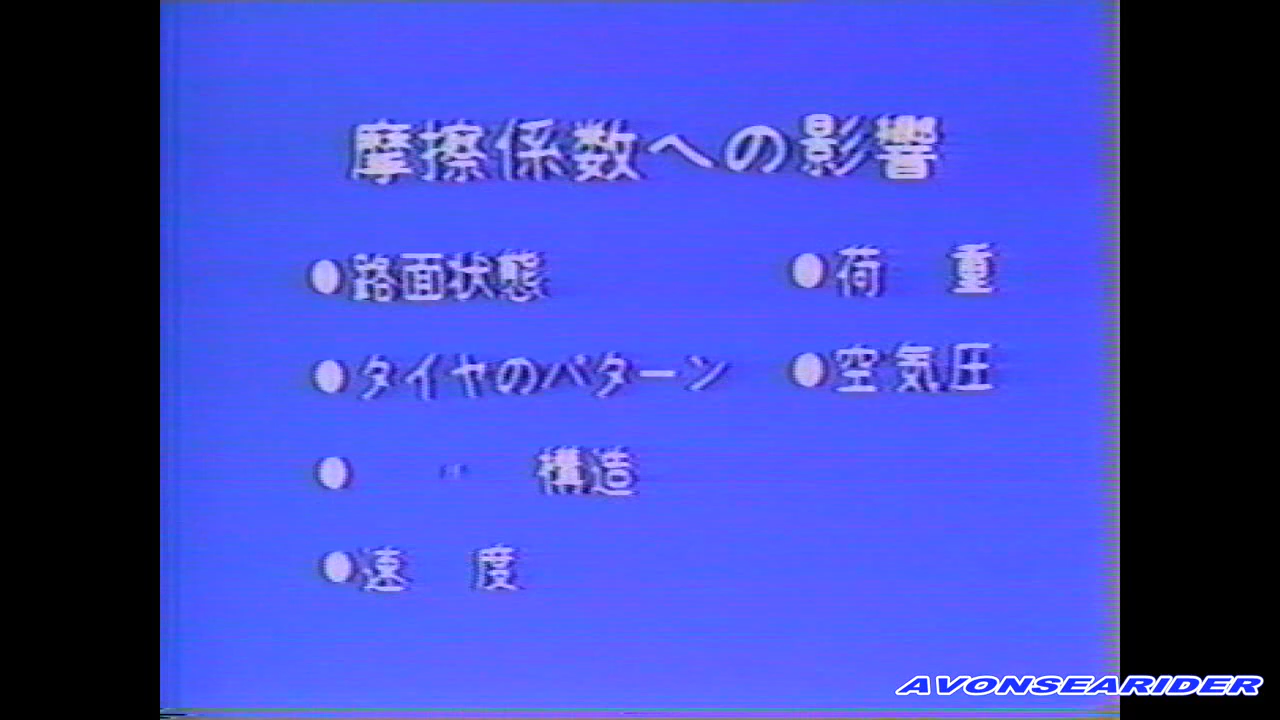 摩擦係数への影響
●路面状態
●タイヤのパターン
● 〃 構造
●速 度
●荷 重
●空気圧
AVONSEARIDER